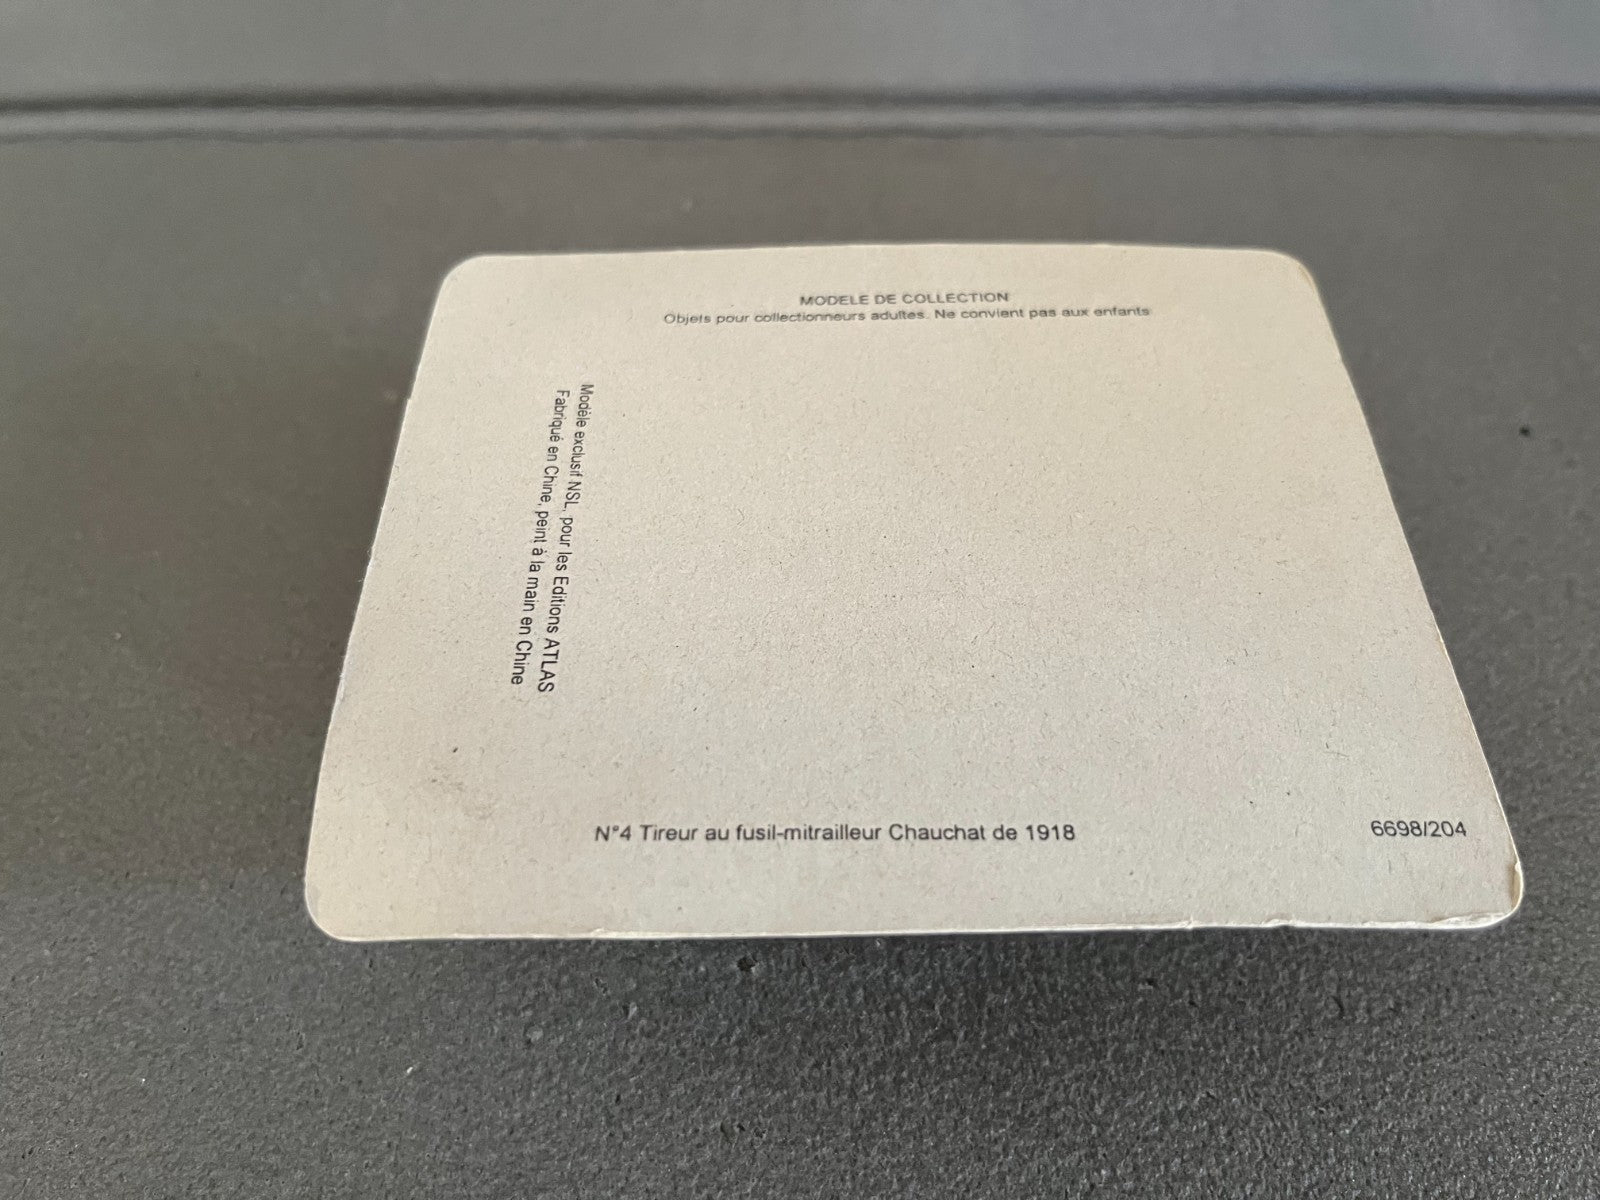 MODELE DE COLLECTION
Objets pour collectionneurs adultes. Ne convient pas aux enfants
Modèle exclusif NSL, pour les Editions ATLAS
Fabriqué en Chine, peint à la main en Chine
N°4 Tireur au fusil-mitrailleur Chauchat de 1918
6698/204